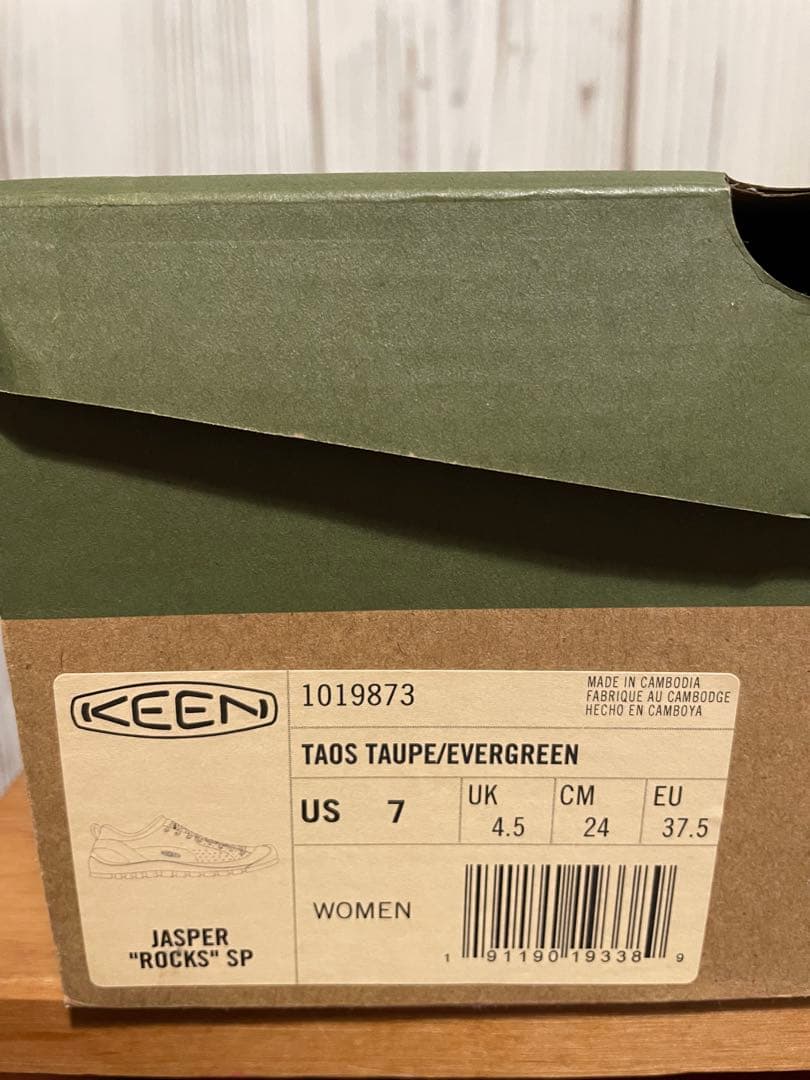 KEEN
1019873
MADE IN CAMBODIA
FABRIQUE AU CAMBODGE
HECHO EN CAMBOYA
TAOS TAUPE/EVERGREEN
US 7
UK 4.5
CM 24
EU 37.5
WOMEN
JASPER
"ROCKS" SP
1 91190 19338 9